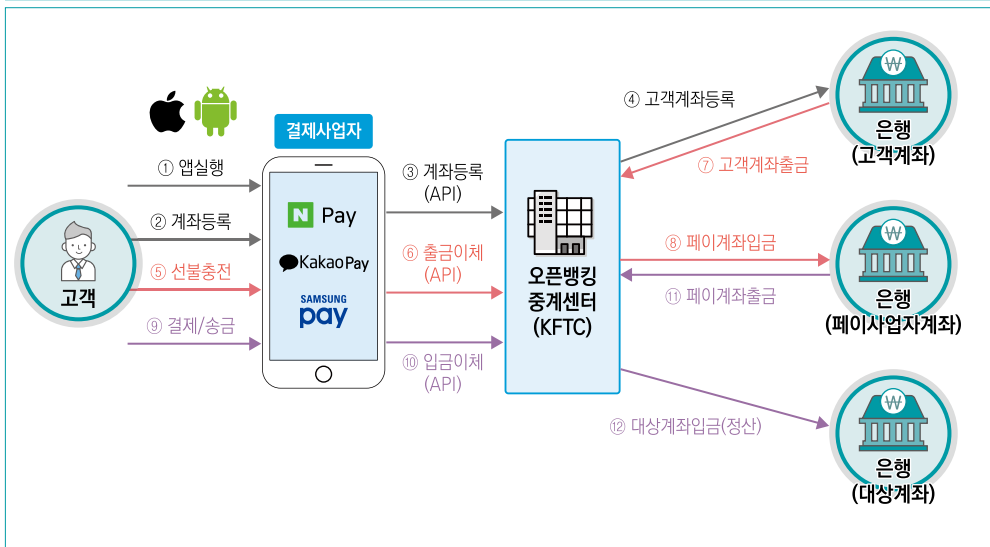 ④ 고객계좌등록
은행
(고객계좌)
결제사업자
① 앱실행
③ 계좌등록
(API)
⑦ 고객계좌출금
N Pay
② 계좌등록
고객
⑤ 선불충전
KakaoPay
⑥ 출금이체
(API)
오픈뱅킹
중계센터
(KFTC)
⑧ 페이계좌입금
⑪ 페이계좌출금
은행
(페이사업자계좌)
SAMSUNG
pay
⑨ 결제/송금
⑩ 입금이체
(API)
⑫ 대상계좌입금(정산)
은행
(대상계좌)
₩
₩
₩